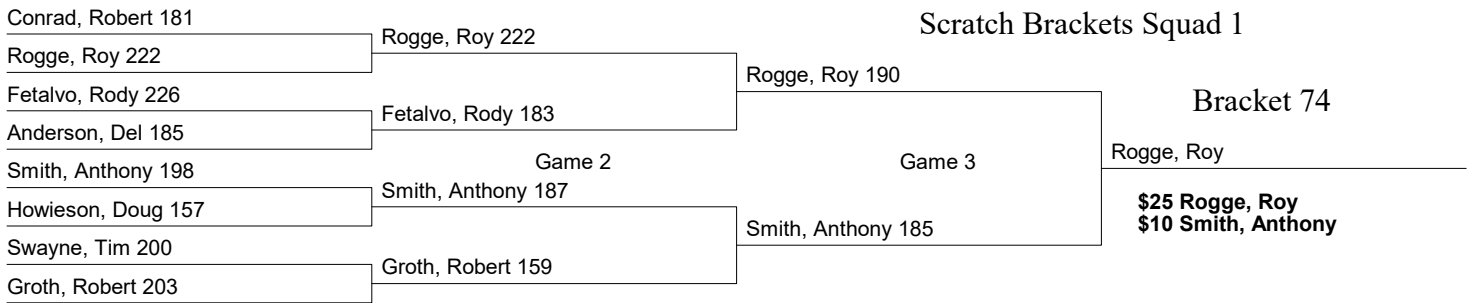 Conrad, Robert 181
Rogge, Roy 222
Fetalvo, Rody 226
Anderson, Del 185
Smith, Anthony 198
Howieson, Doug 157
Swayne, Tim 200
Groth, Robert 203
Rogge, Roy 222
Fetalvo, Rody 183
Game 2
Smith, Anthony 187
Groth, Robert 159
Rogge, Roy 190
Game 3
Smith, Anthony 185
Scratch Brackets Squad 1
Bracket 74
Rogge, Roy
$25 Rogge, Roy
$10 Smith, Anthony